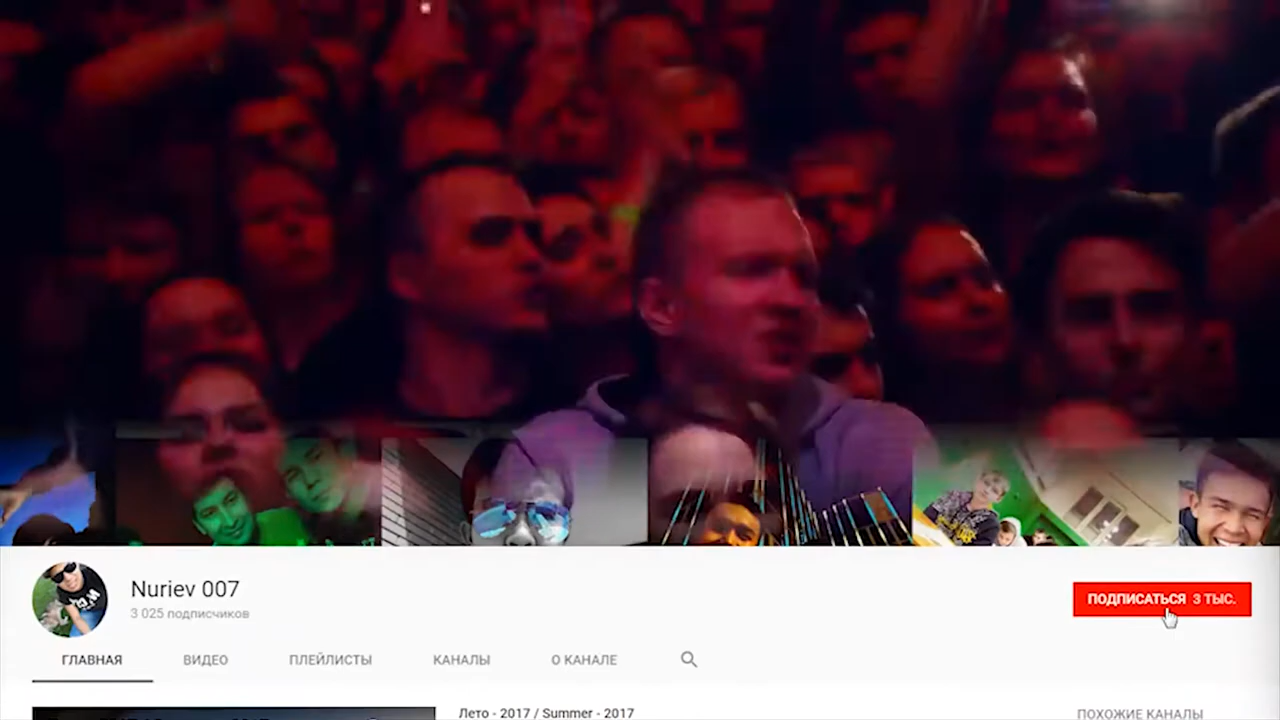 Nuriev 007
3 025 подписчиков
ПОДПИСАТЬСЯ 3 ТЫС.
ГЛАВНАЯ ВИДЕО ПЛЕЙЛИСТЫ КАНАЛЫ О КАНАЛЕ
Лето - 2017 / Summer - 2017
ПОХОЖИЕ КАНАЛЫ